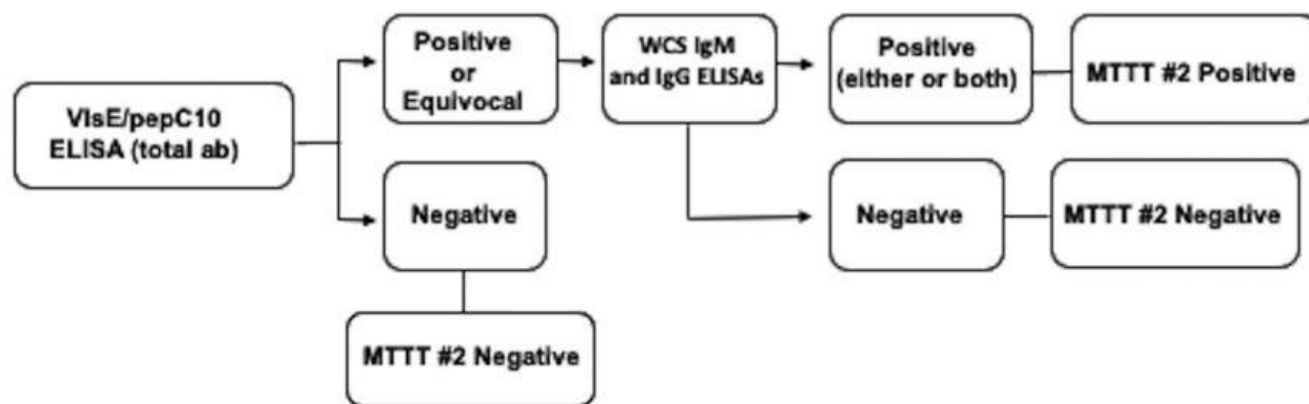 VlsE/pepC10
ELISA (total ab)
Positive
or
Equivocal
WCS IgM
and IgG ELISAs
Positive
(either or both)
MTTT #2 Positive
Negative
MTTT #2 Negative
Negative
MTTT #2 Negative